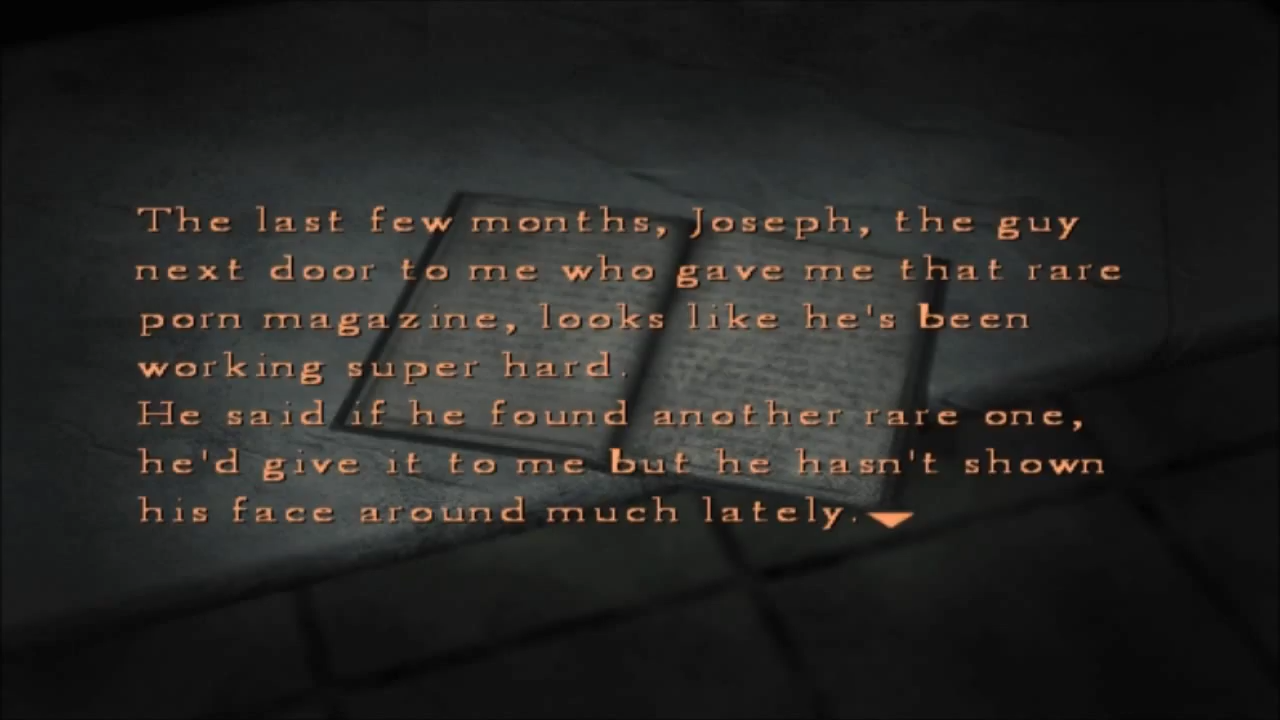 The last few months, Joseph, the guy
next door to me who gave me that rare
porn magazine, looks like he's been
working super hard.
He said if he found another rare one,
he'd give it to me but he hasn't shown
his face around much lately.